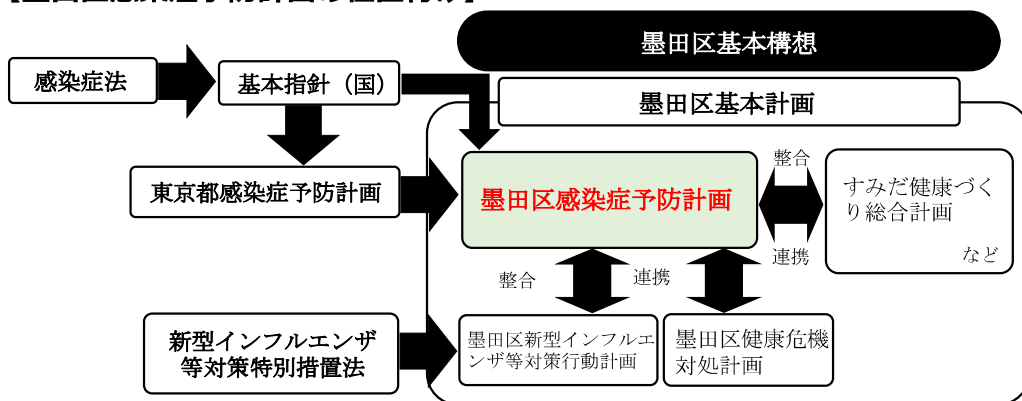 墨田区基本構想
感染症法
基本指針（国）
墨田区基本計画
東京都感染症予防計画
墨田区感染症予防計画
整合
すみだ健康づく
り総合計画
など
連携
整合
連携
新型インフルエンザ
等対策特別措置法
墨田区新型インフルエ
ンザ等対策行動計画
墨田区健康危機
対処計画